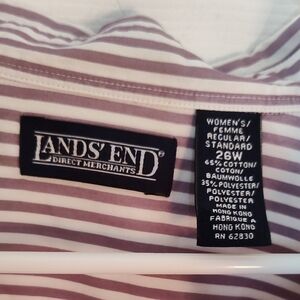 LANDS' END®
DIRECT MERCHANTS
WOMEN'S/
FEMME
REGULAR/
STANDARD
26W
65% COTTON/
COTON/
BAUMWOLLE
35% POLYESTER/
POLYESTER/
POLYESTER
MADE IN
HONG KONG
FABRIQUE A
HONG KONG
RN 62830